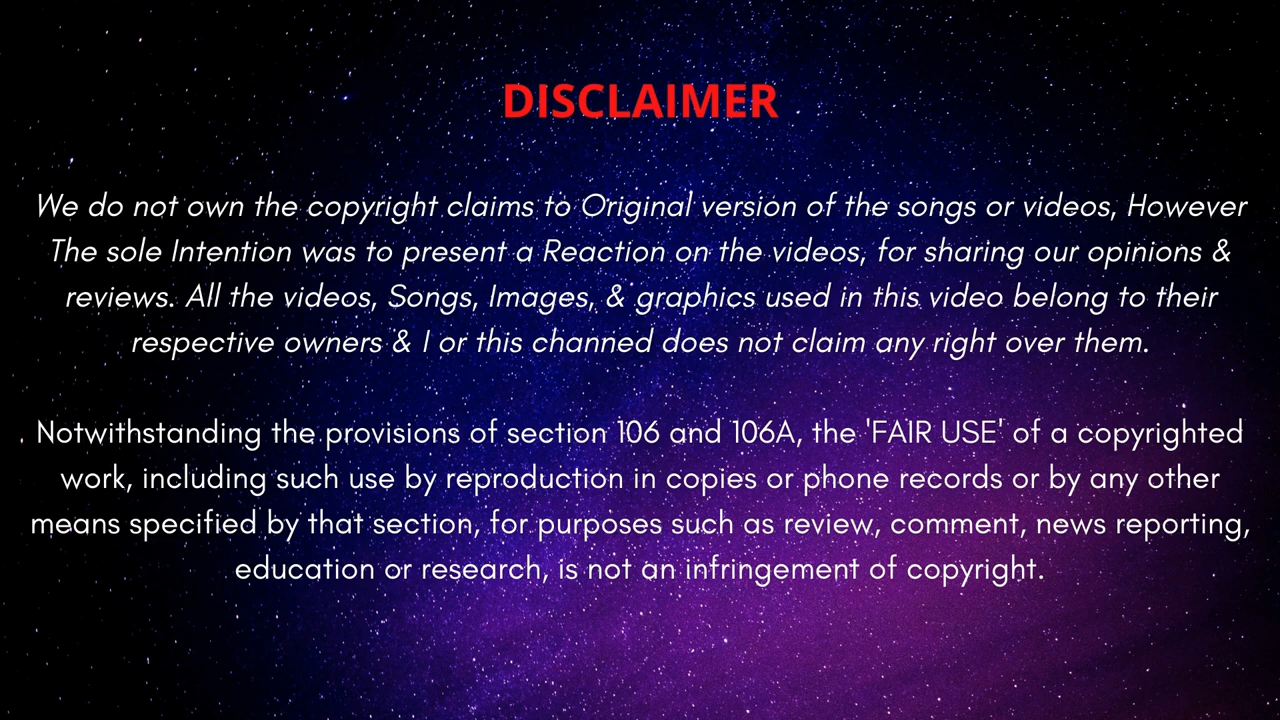 DISCLAIMER
We do not own the copyright claims to Original version of the songs or videos, However
The sole Intention was to present a Reaction on the videos, for sharing our opinions &
reviews. All the videos, Songs, Images, & graphics used in this video belong to their
respective owners & I or this channed does not claim any right over them.
. Notwithstanding the provisions of section 106 and 106A, the 'FAIR USE' of a copyrighted
work, including such use by reproduction in copies or phone records or by any other
means specified by that section, for purposes such as review, comment, news reporting,
education or research, is not an infringement of copyright.